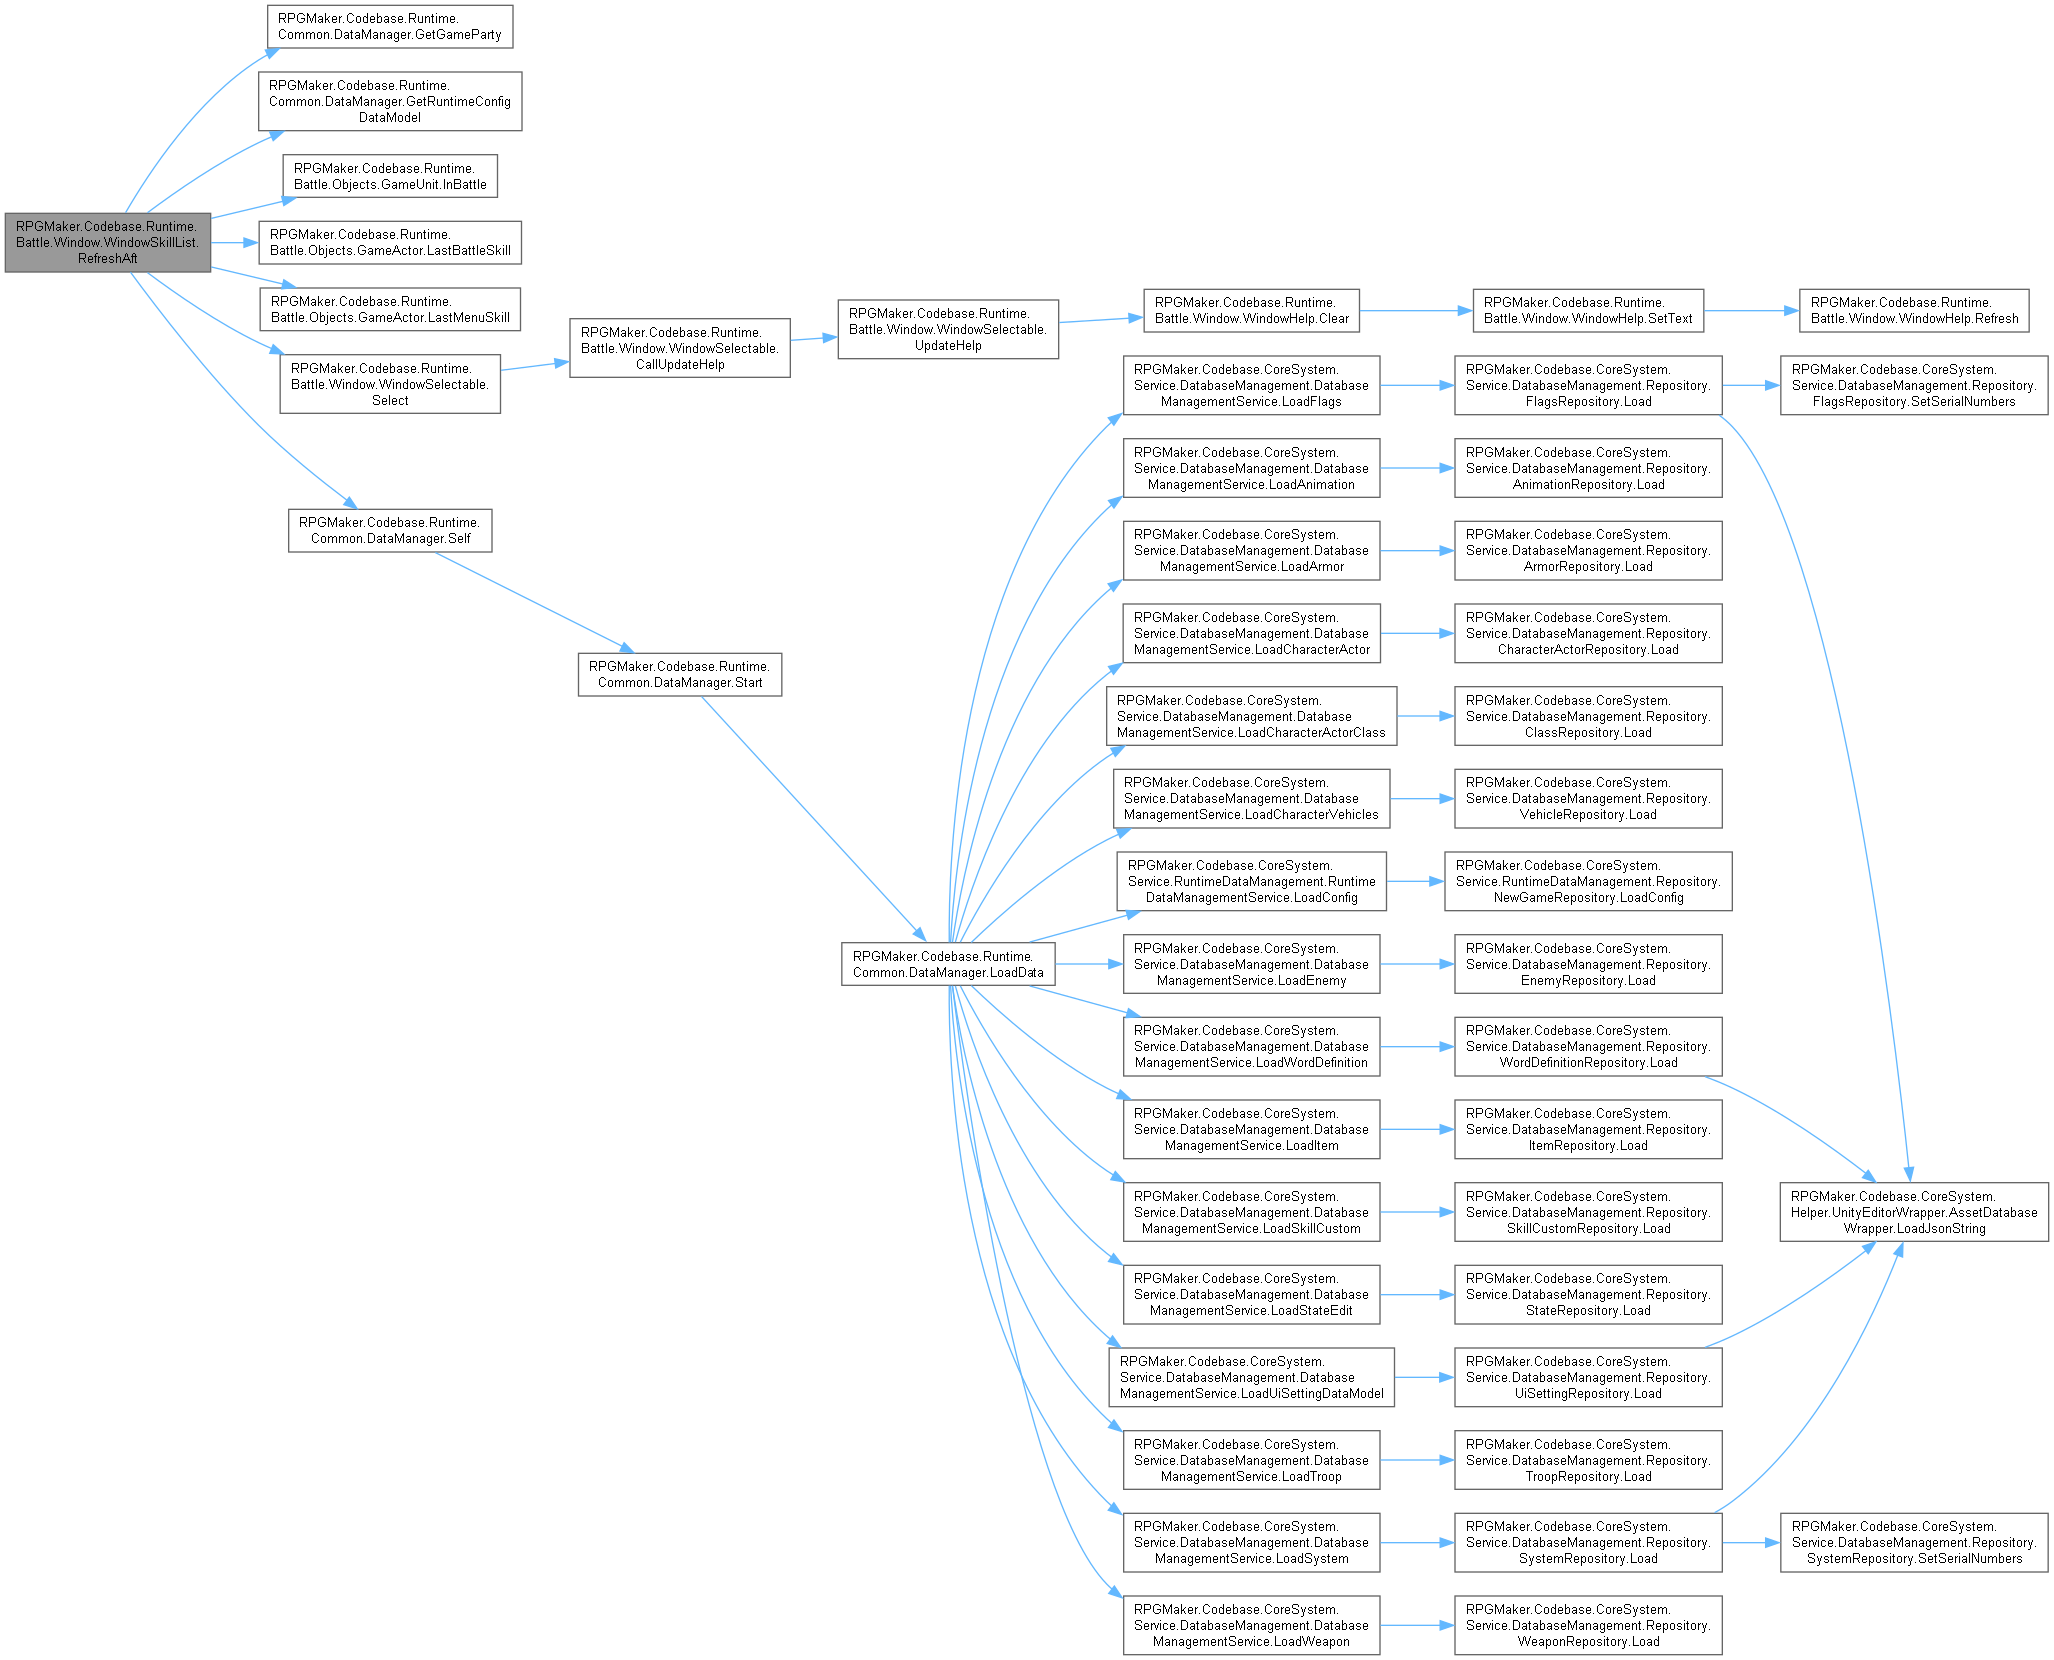 RPGMaker.Codebase.Runtime.
Common.DataManager.GetGameParty
RPGMaker.Codebase.Runtime.
Common.DataManager.GetRuntimeConfig
DataModel
RPGMaker.Codebase.Runtime.
Battle.Objects.GameUnit.InBattle
RPGMaker.Codebase.Runtime.
Battle.Window.WindowSkillList.
RefreshAft
RPGMaker.Codebase.Runtime.
Battle.Objects.GameActor.LastBattleSkill
RPGMaker.Codebase.Runtime.
Battle.Objects.GameActor.LastMenuSkill
RPGMaker.Codebase.Runtime.
Battle.Window.WindowSelectable.
Select
RPGMaker.Codebase.Runtime.
Battle.Window.WindowSelectable.
CallUpdateHelp
RPGMaker.Codebase.Runtime.
Battle.Window.WindowSelectable.
UpdateHelp
RPGMaker.Codebase.Runtime.
Battle.Window.WindowHelp.Clear
RPGMaker.Codebase.Runtime.
Battle.Window.WindowHelp.SetText
RPGMaker.Codebase.Runtime.
Battle.Window.WindowHelp.Refresh
RPGMaker.Codebase.Runtime.
Common.DataManager.Self
RPGMaker.Codebase.Runtime.
Common.DataManager.Start
RPGMaker.Codebase.Runtime.
Common.DataManager.LoadData
RPGMaker.Codebase.CoreSystem.
Service.DatabaseManagement.Database
ManagementService.LoadFlags
RPGMaker.Codebase.CoreSystem.
Service.DatabaseManagement.Repository.
FlagsRepository.Load
RPGMaker.Codebase.CoreSystem.
Service.DatabaseManagement.Repository.
FlagsRepository.SetSerialNumbers
RPGMaker.Codebase.CoreSystem.
Service.DatabaseManagement.Database
ManagementService.LoadAnimation
RPGMaker.Codebase.CoreSystem.
Service.DatabaseManagement.Repository.
AnimationRepository.Load
RPGMaker.Codebase.CoreSystem.
Service.DatabaseManagement.Database
ManagementService.LoadArmor
RPGMaker.Codebase.CoreSystem.
Service.DatabaseManagement.Repository.
ArmorRepository.Load
RPGMaker.Codebase.CoreSystem.
Service.DatabaseManagement.Database
ManagementService.LoadCharacterActor
RPGMaker.Codebase.CoreSystem.
Service.DatabaseManagement.Repository.
CharacterActorRepository.Load
RPGMaker.Codebase.CoreSystem.
Service.DatabaseManagement.Database
ManagementService.LoadCharacterActorClass
RPGMaker.Codebase.CoreSystem.
Service.DatabaseManagement.Repository.
ClassRepository.Load
RPGMaker.Codebase.CoreSystem.
Service.DatabaseManagement.Database
ManagementService.LoadCharacterVehicles
RPGMaker.Codebase.CoreSystem.
Service.DatabaseManagement.Repository.
VehicleRepository.Load
RPGMaker.Codebase.CoreSystem.
Service.RuntimeDataManagement.Runtime
DataManagementService.LoadConfig
RPGMaker.Codebase.CoreSystem.
Service.RuntimeDataManagement.Repository.
NewGameRepository.LoadConfig
RPGMaker.Codebase.CoreSystem.
Service.DatabaseManagement.Database
ManagementService.LoadEnemy
RPGMaker.Codebase.CoreSystem.
Service.DatabaseManagement.Repository.
EnemyRepository.Load
RPGMaker.Codebase.CoreSystem.
Service.DatabaseManagement.Database
ManagementService.LoadWordDefinition
RPGMaker.Codebase.CoreSystem.
Service.DatabaseManagement.Repository.
WordDefinitionRepository.Load
RPGMaker.Codebase.CoreSystem.
Service.DatabaseManagement.Database
ManagementService.LoadItem
RPGMaker.Codebase.CoreSystem.
Service.DatabaseManagement.Repository.
ItemRepository.Load
RPGMaker.Codebase.CoreSystem.
Service.DatabaseManagement.Database
ManagementService.LoadSkillCustom
RPGMaker.Codebase.CoreSystem.
Service.DatabaseManagement.Repository.
SkillCustomRepository.Load
RPGMaker.Codebase.CoreSystem.
Helper.UnityEditorWrapper.AssetDatabase
Wrapper.LoadJsonString
RPGMaker.Codebase.CoreSystem.
Service.DatabaseManagement.Database
ManagementService.LoadStateEdit
RPGMaker.Codebase.CoreSystem.
Service.DatabaseManagement.Repository.
StateRepository.Load
RPGMaker.Codebase.CoreSystem.
Service.DatabaseManagement.Database
ManagementService.LoadUiSettingDataModel
RPGMaker.Codebase.CoreSystem.
Service.DatabaseManagement.Repository.
UiSettingRepository.Load
RPGMaker.Codebase.CoreSystem.
Service.DatabaseManagement.Database
ManagementService.LoadTroop
RPGMaker.Codebase.CoreSystem.
Service.DatabaseManagement.Repository.
TroopRepository.Load
RPGMaker.Codebase.CoreSystem.
Service.DatabaseManagement.Database
ManagementService.LoadSystem
RPGMaker.Codebase.CoreSystem.
Service.DatabaseManagement.Repository.
SystemRepository.Load
RPGMaker.Codebase.CoreSystem.
Service.DatabaseManagement.Repository.
SystemRepository.SetSerialNumbers
RPGMaker.Codebase.CoreSystem.
Service.DatabaseManagement.Database
ManagementService.LoadWeapon
RPGMaker.Codebase.CoreSystem.
Service.DatabaseManagement.Repository.
WeaponRepository.Load